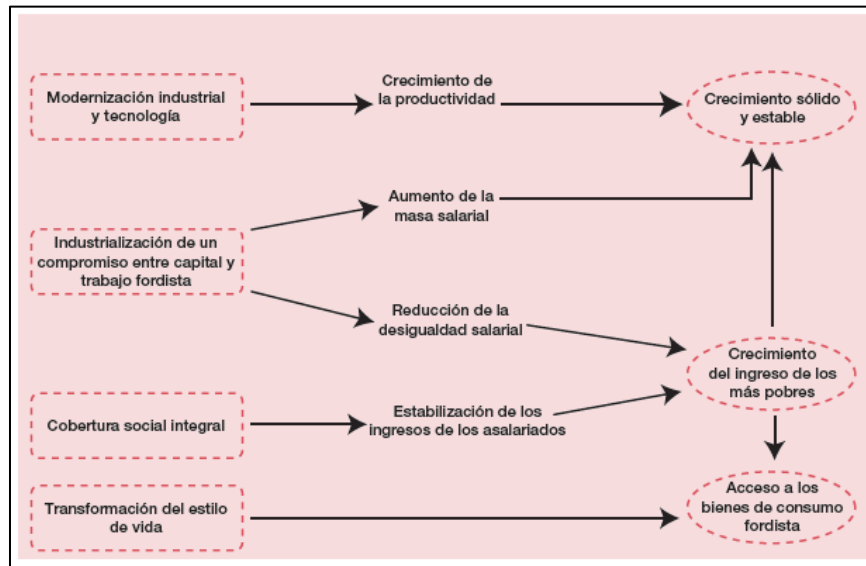 Modernización industrial
y tecnología
Crecimiento de
la productividad
Crecimiento sólido
y estable
Aumento de la
masa salarial
Industrialización de un
compromiso entre capital y
trabajo fordista
Reducción de la
desigualdad salarial
Crecimiento
del ingreso de los
más pobres
Cobertura social integral
Estabilización de los
ingresos de los asalariados
Transformación del estilo
de vida
Acceso a los
bienes de consumo
fordista